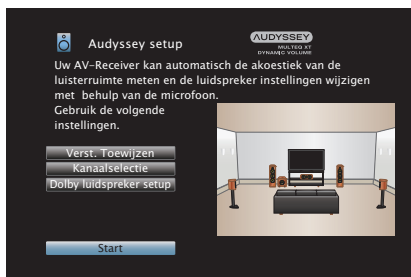 Audyssey setup
AUDYSSEY
MULTEQ XT
DYNAMIC VOLUME
Uw AV-Receiver kan automatisch de akoestiek van de
luisterruimte meten en de luidspreker instellingen wijzigen
met behulp van de microfoon.
Gebruik de volgende
instellingen.
Verst. Toewijzen
Kanaalselectie
Dolby luidspreker setup
Start